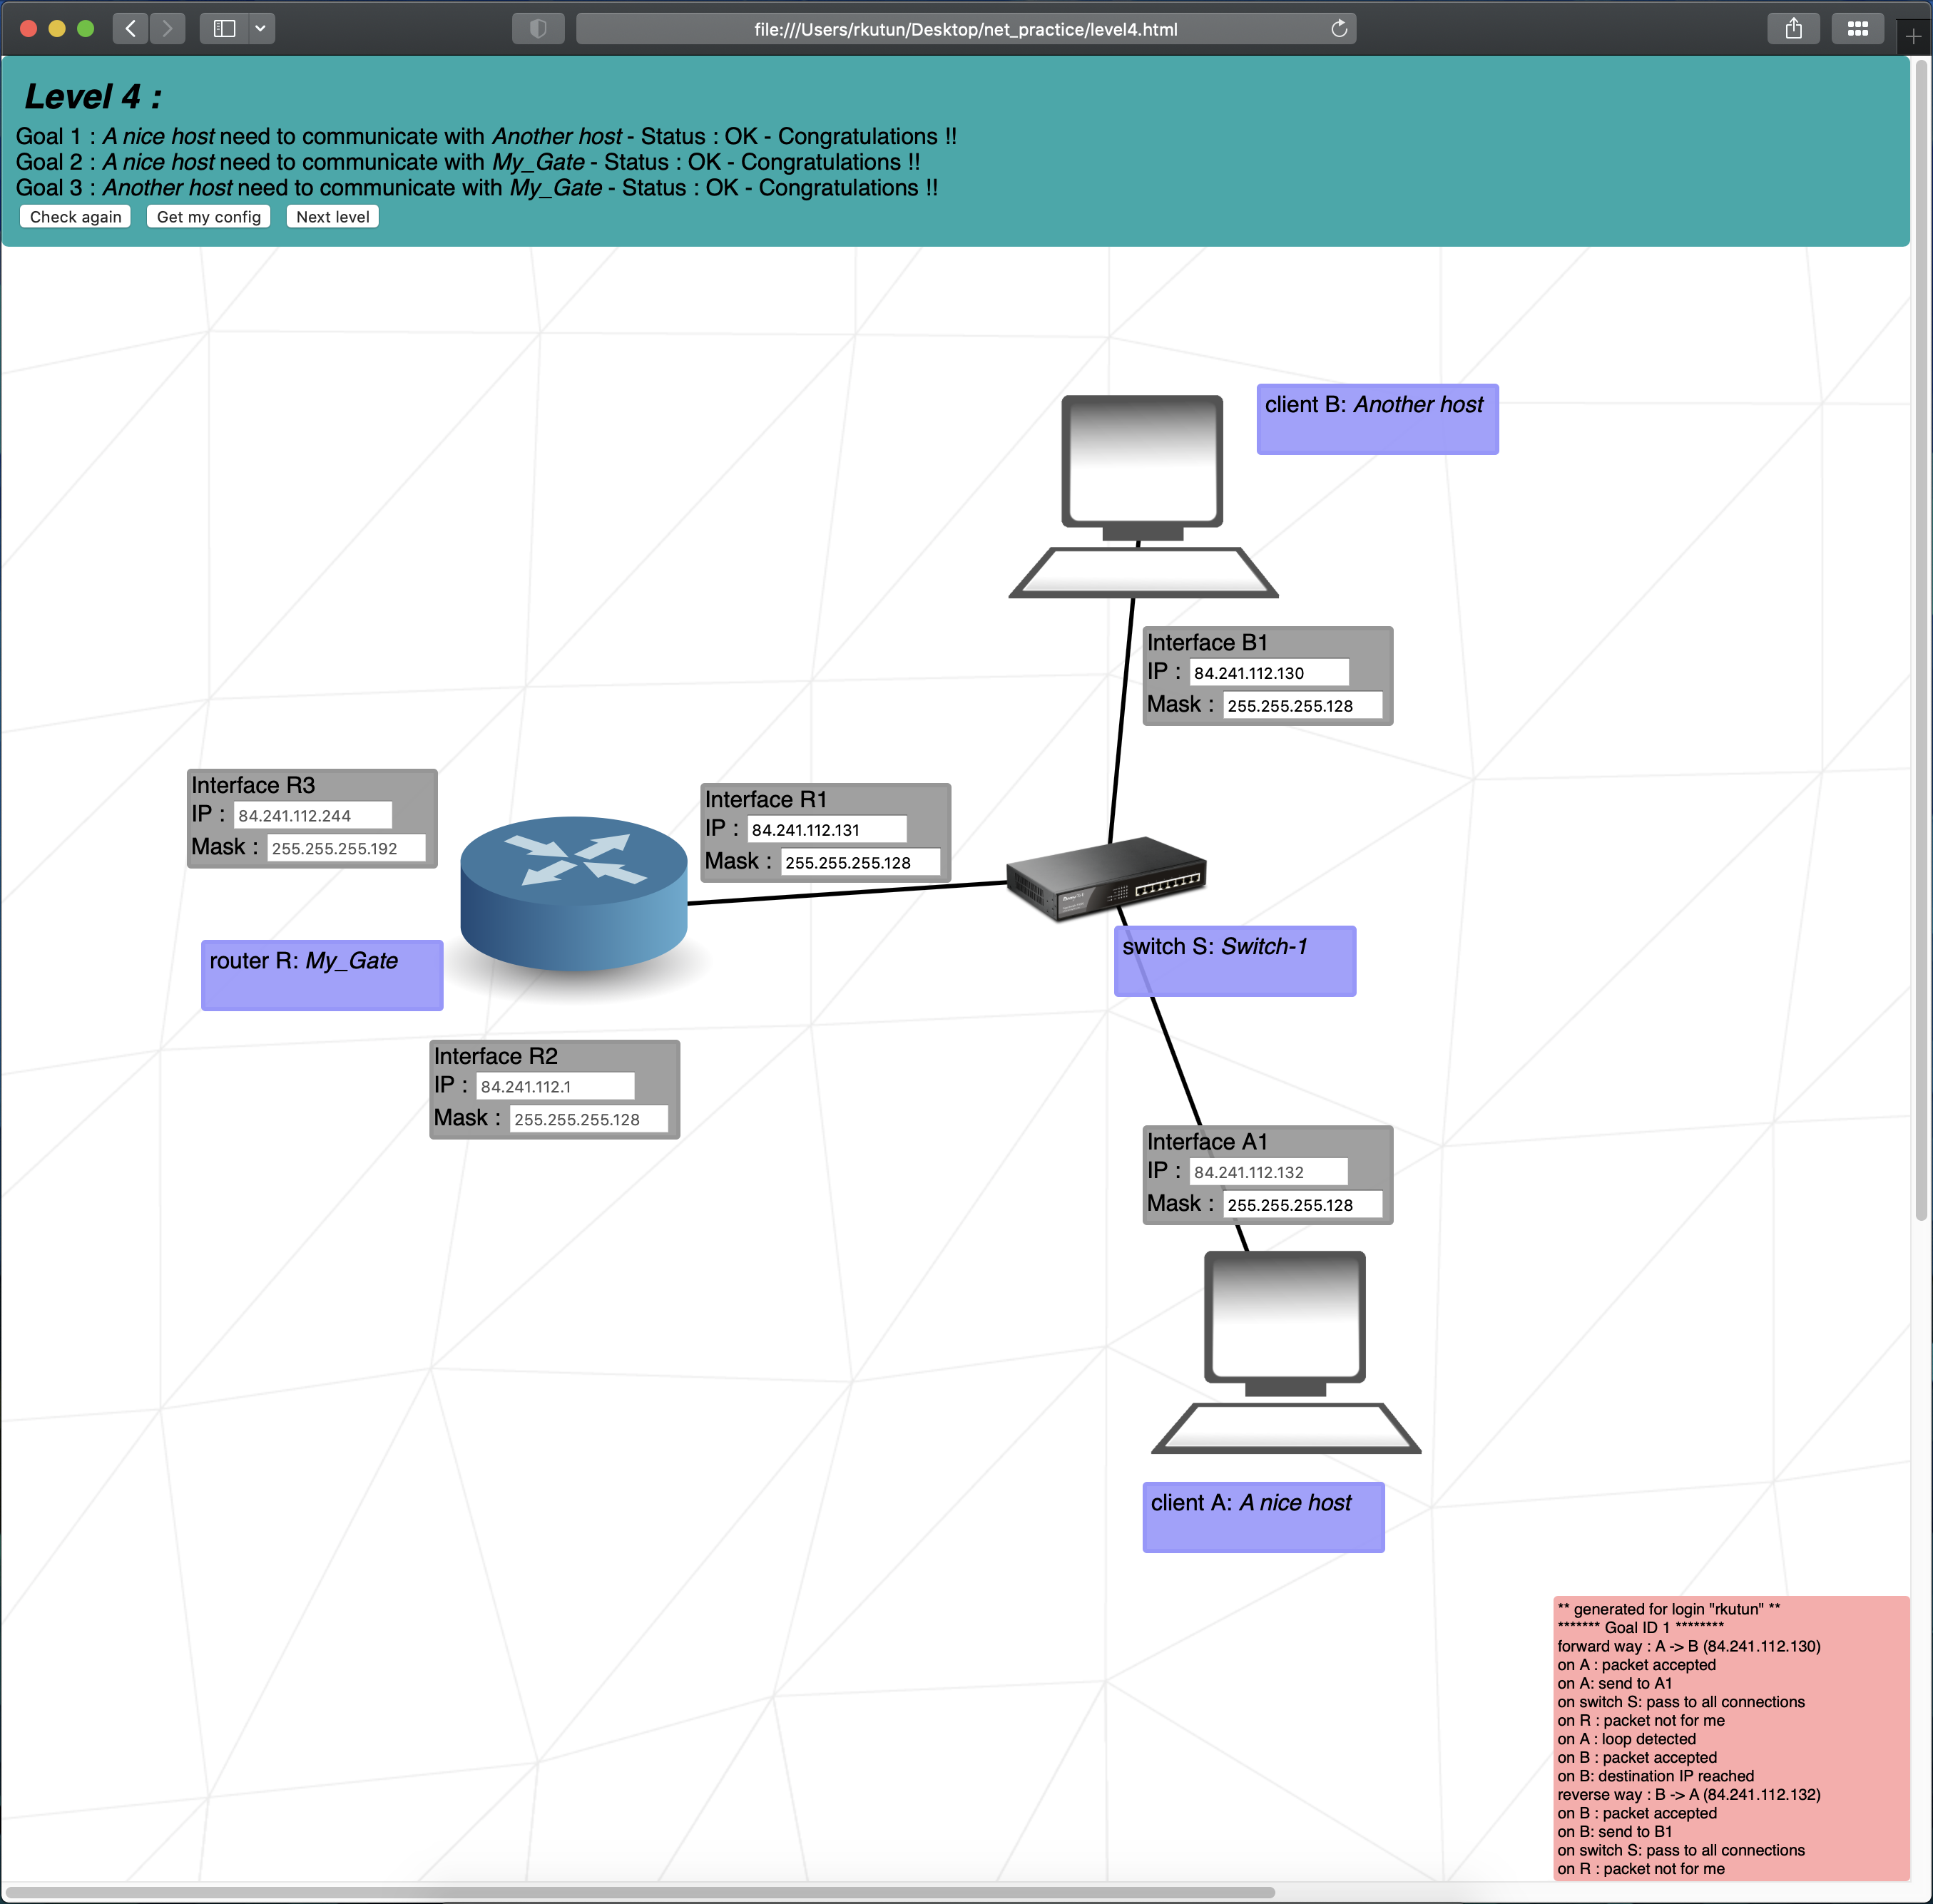 file:///Users/rkutun/Desktop/net_practice/level4.html
Level 4 :
Goal 1 : A nice host need to communicate with Another host - Status : OK - Congratulations !!
Goal 2 : A nice host need to communicate with My_Gate - Status : OK - Congratulations !!
Goal 3 : Another host need to communicate with My_Gate - Status : OK - Congratulations !!
Check again Get my config Next level
client B: Another host
Interface B1
IP : 84.241.112.130
Mask : 255.255.255.128
Interface R3
IP : 84.241.112.244
Mask : 255.255.255.192
Interface R1
IP : 84.241.112.131
Mask : 255.255.255.128
router R: My_Gate
switch S: Switch-1
Interface R2
IP : 84.241.112.1
Mask : 255.255.255.128
Interface A1
IP : 84.241.112.132
Mask : 255.255.255.128
client A: A nice host
** generated for login "rkutun" **
******* Goal ID 1 ********
forward way : A -> B (84.241.112.130)
on A : packet accepted
on A: send to A1
on switch S: pass to all connections
on R : packet not for me
on A : loop detected
on B : packet accepted
on B: destination IP reached
reverse way : B -> A (84.241.112.132)
on B : packet accepted
on B: send to B1
on switch S: pass to all connections
on R : packet not for me